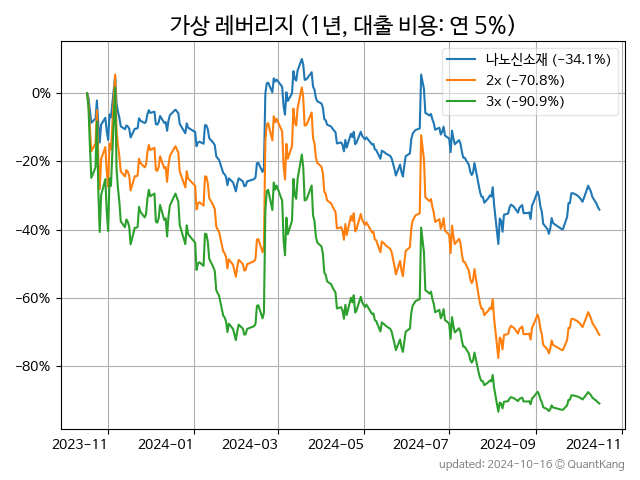 가상 레버리지 (1년, 대출 비용: 연 5%)
나노신소재 (−34.1%)
2x (−70.8%)
3x (−90.9%)
0%
−20%
−40%
−60%
−80%
2023-11
2024-01
2024-03
2024-05
2024-07
2024-09
2024-11
updated: 2024-10-16 © QuantKang